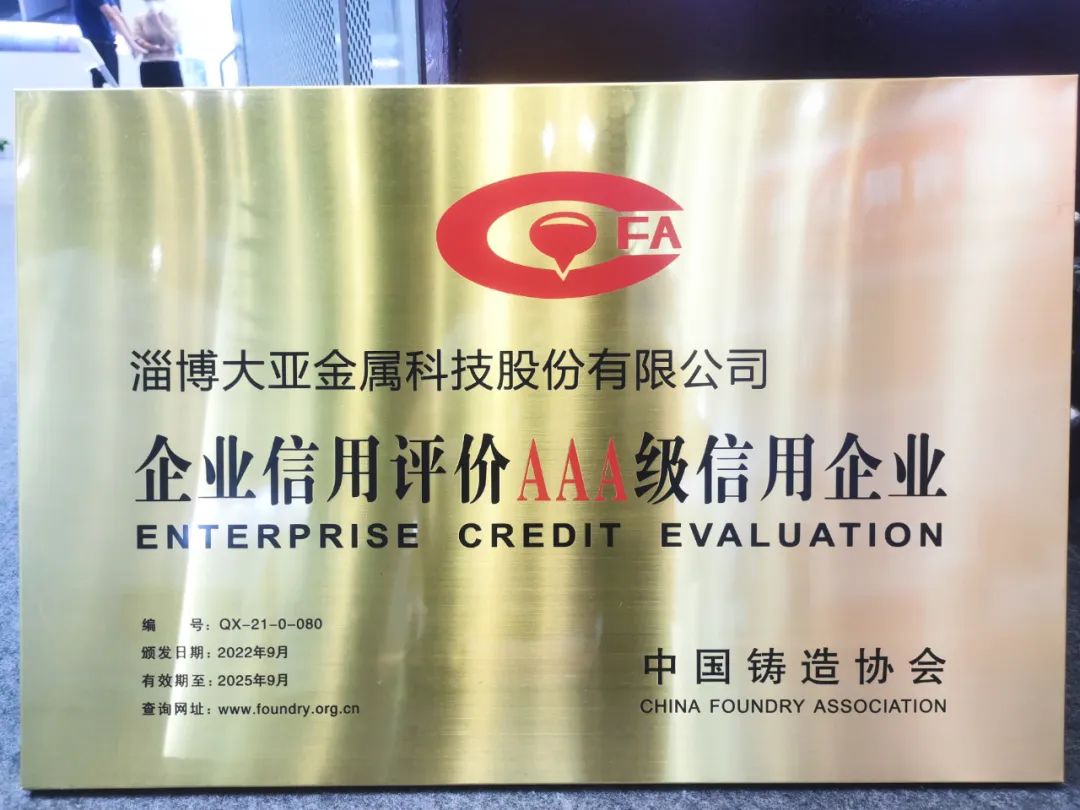 FA
淄博大亚金属科技股份有限公司
企业信用评价AAA级信用企业
ENTERPRISE CREDIT EVALUATION
编 号：QX-21-0-080
颁发日期：2022年9月
有效期至：2025年9月
查询网址：www.foundry.org.cn
中国铸造协会
CHINA FOUNDRY ASSOCIATION